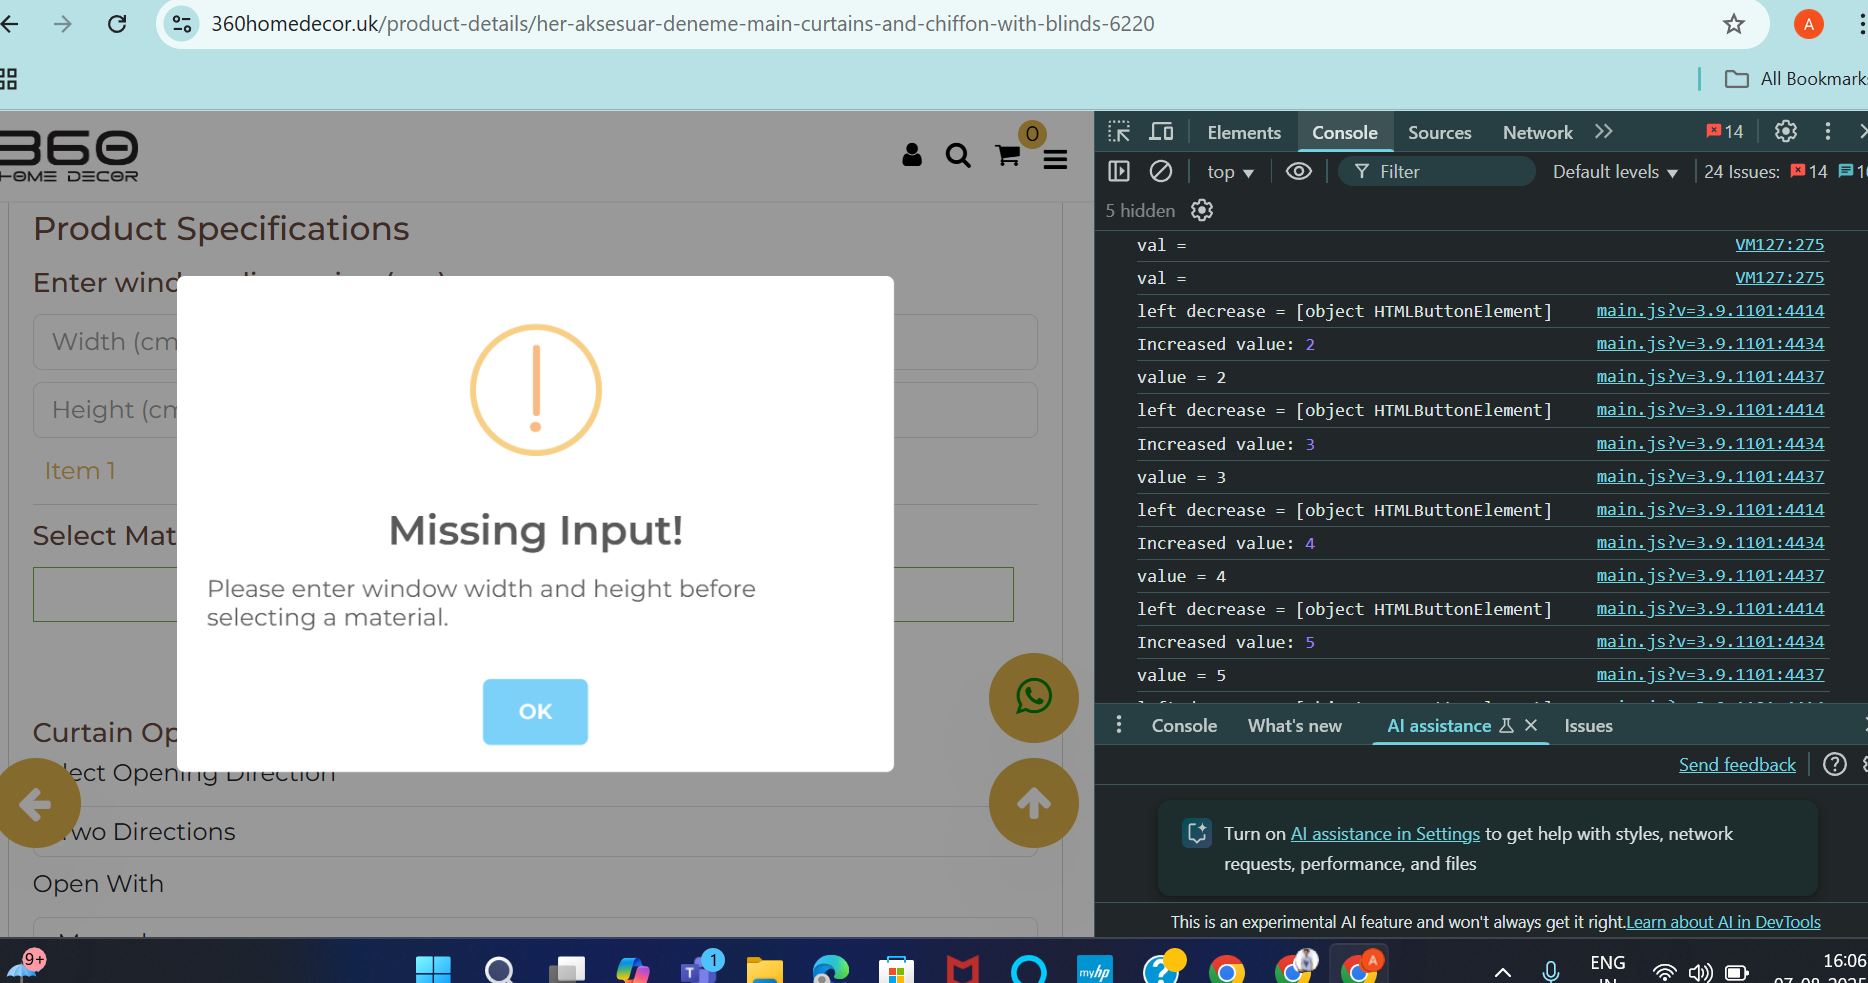 360homedecor.uk/product-details/her-aksesuar-deneme-main-curtains-and-chiffon-with-blinds-6220
A
All Bookmarks
360
HOME DECOR
0
Product Specifications
Width (cm
Height (cm
Item 1
Select Mat
Missing Input!
Please enter window width and height before
selecting a material.
OK
Curtain Op
Select Opening Direction
Two Directions
Open With
Elements Console Sources Network 14
top Filter Default levels 24 Issues: 14
5 hidden
val = VM127:275
val = VM127:275
left decrease = [object HTMLButtonElement] main.js?v=3.9.1101:4414
Increased value: 2 main.js?v=3.9.1101:4434
value = 2 main.js?v=3.9.1101:4437
left decrease = [object HTMLButtonElement] main.js?v=3.9.1101:4414
Increased value: 3 main.js?v=3.9.1101:4434
value = 3 main.js?v=3.9.1101:4437
left decrease = [object HTMLButtonElement] main.js?v=3.9.1101:4414
Increased value: 4 main.js?v=3.9.1101:4434
value = 4 main.js?v=3.9.1101:4437
left decrease = [object HTMLButtonElement] main.js?v=3.9.1101:4414
Increased value: 5 main.js?v=3.9.1101:4434
value = 5 main.js?v=3.9.1101:4437
Console What's new AI assistance Issues
Send feedback
Turn on AI assistance in Settings to get help with styles, network
requests, performance, and files
This is an experimental AI feature and won't always get it right. Learn about AI in DevTools
9+
1
myhp
A
ENG
16:06